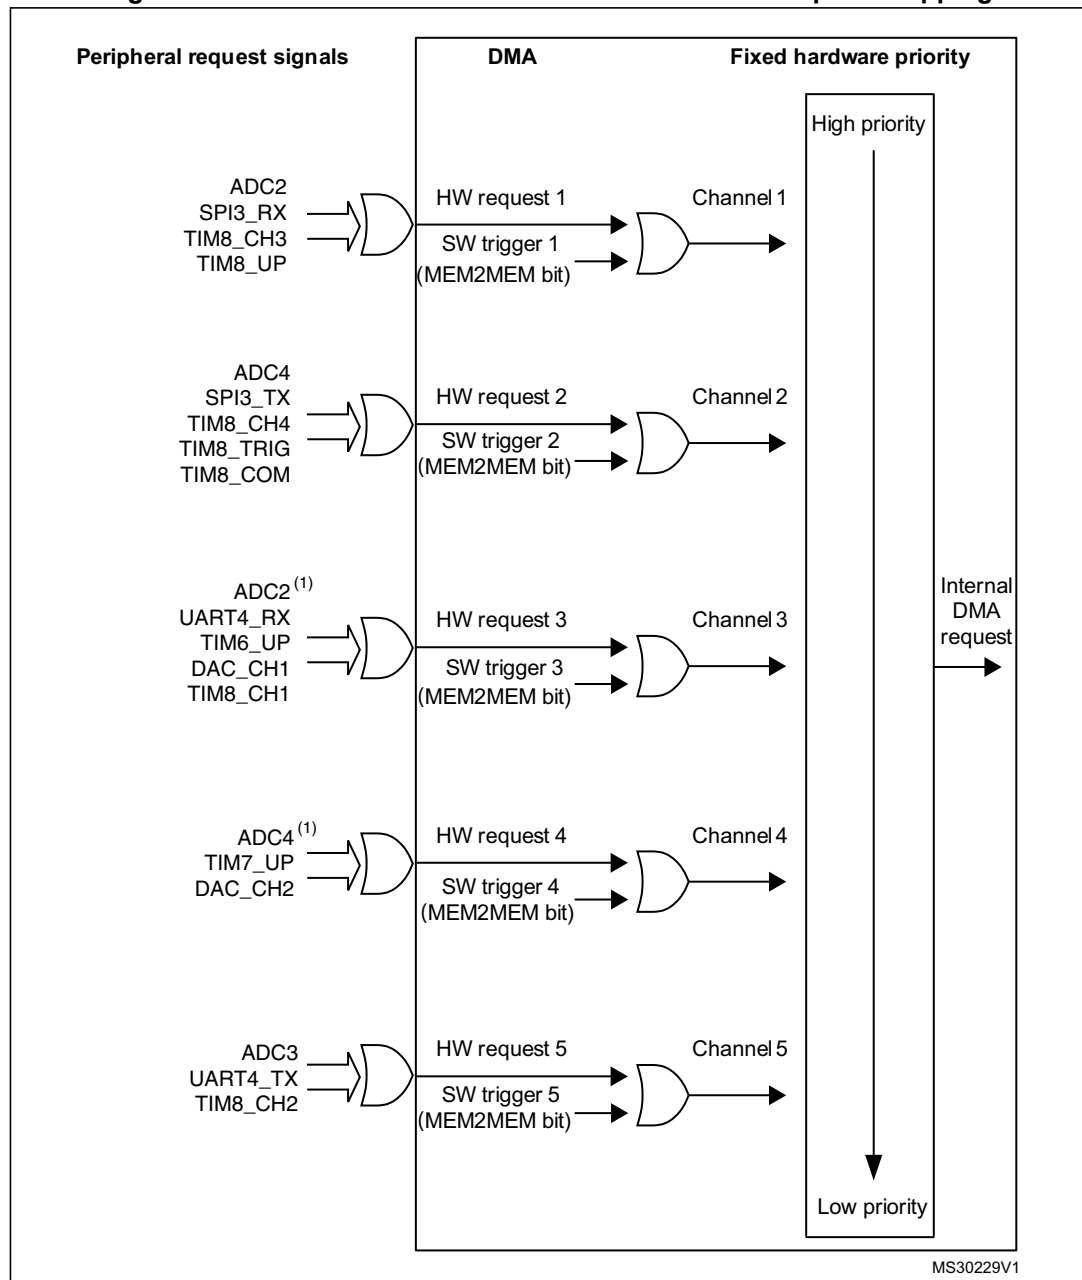 Peripheral request signals
DMA
Fixed hardware priority
High priority
ADC2
SPI3_RX
TIM8_CH3
TIM8_UP
HW request 1
SW trigger 1
(MEM2MEM bit)
Channel 1
ADC4
SPI3_TX
TIM8_CH4
TIM8_TRIG
TIM8_COM
HW request 2
SW trigger 2
(MEM2MEM bit)
Channel 2
ADC2 (1)
UART4_RX
TIM6_UP
DAC_CH1
TIM8_CH1
HW request 3
SW trigger 3
(MEM2MEM bit)
Channel 3
Internal
DMA
request
ADC4 (1)
TIM7_UP
DAC_CH2
HW request 4
SW trigger 4
(MEM2MEM bit)
Channel 4
ADC3
UART4_TX
TIM8_CH2
HW request 5
SW trigger 5
(MEM2MEM bit)
Channel 5
Low priority
MS30229V1